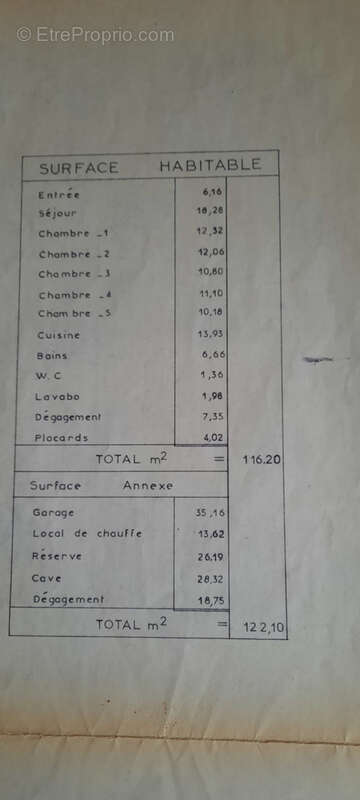 © EtreProprio.com
SURFACE HABITABLE
Entrée 6,16
Séjour 18,28
Chambre _1 12,32
Chambre _2 12,06
Chambre _3 10,80
Chambre _4 11,10
Chambre _5 10,18
Cuisine 13,93
Bains 6,66
W.C 1,36
Lavabo 1,98
Dégagement 7,35
Placards 4,02
TOTAL m2 = 116.20
Surface Annexe
Garage 35,16
Local de chauffe 13,62
Réserve 26,19
Cave 28,32
Dégagement 18,75
TOTAL m2 = 122,10